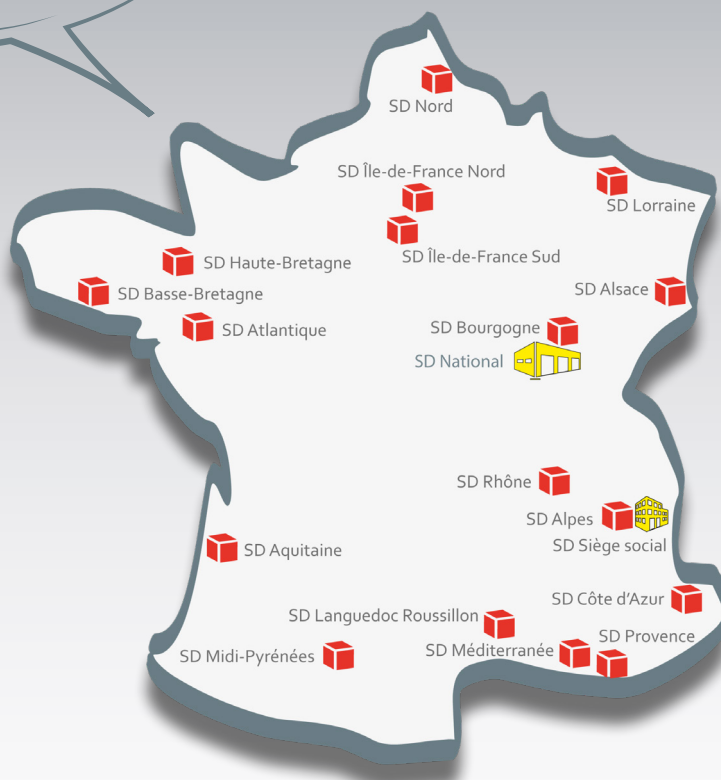 SD Nord
SD Île-de-France Nord
SD Lorraine
SD Île-de-France Sud
SD Haute-Bretagne
SD Alsace
SD Basse-Bretagne
SD Atlantique
SD Bourgogne
SD National
SD Rhône
SD Alpes
SD Siège social
SD Aquitaine
SD Côte d'Azur
SD Languedoc Roussillon
SD Provence
SD Méditerranée
SD Midi-Pyrénées